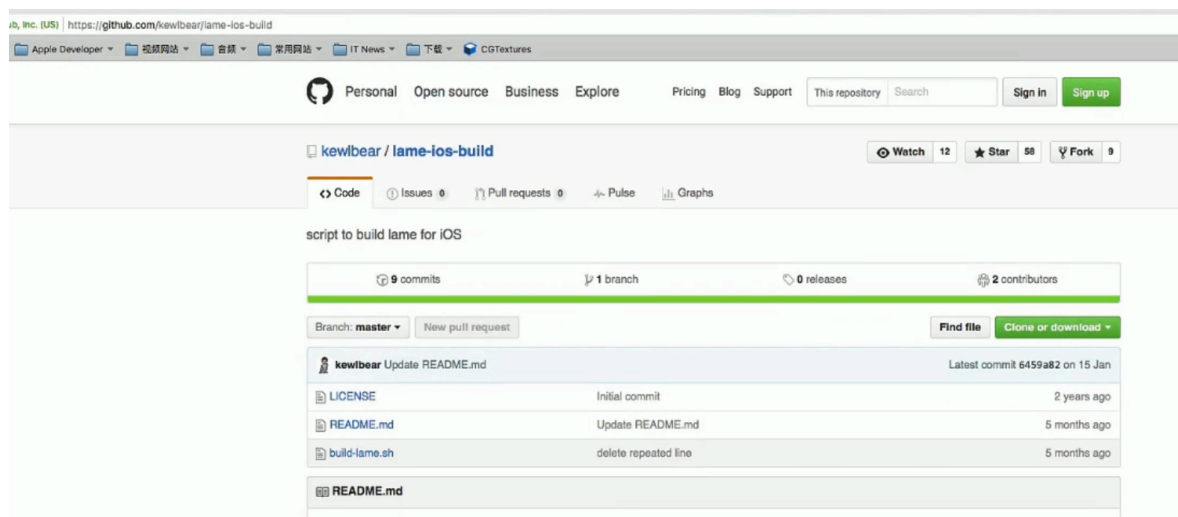 ub, Inc. (US) https://github.com/kewlbear/lame-ios-build
Apple Developer 视频网站 音频 常用网站 IT News 下载 CGTextures
Personal Open source Business Explore Pricing Blog Support This repository Search Sign in Sign up
kewlbear / lame-ios-build Watch 12 Star 58 Fork 9
Code Issues 0 Pull requests 0 Pulse Graphs
script to build lame for iOS
9 commits 1 branch 0 releases 2 contributors
Branch: master New pull request Find file Clone or download
kewlbear Update README.md Latest commit 6459a82 on 15 Jan
LICENSE Initial commit 2 years ago
README.md Update README.md 5 months ago
build-lame.sh delete repeated line 5 months ago
README.md